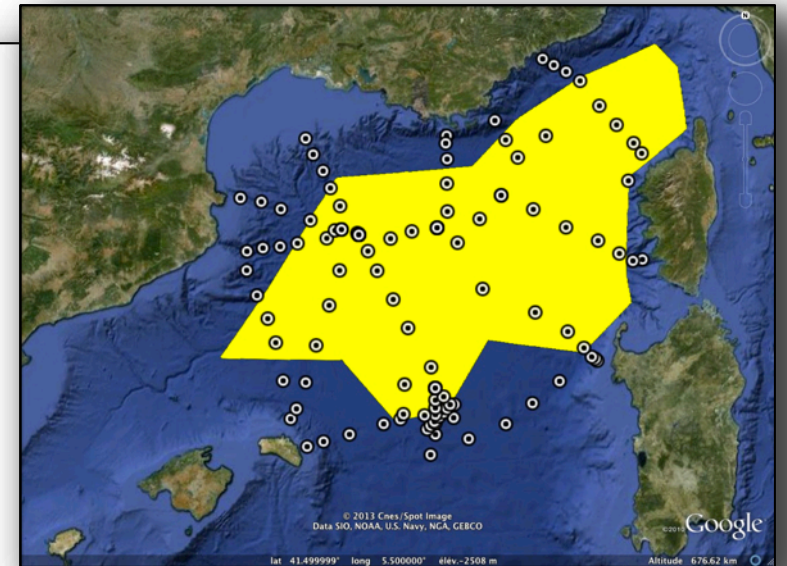 N
© 2013 Cnes/Spot Image
Data SIO, NOAA, U.S. Navy, NGA, GEBCO
©2010 Google
lat 41.499999° long 5.500000° élév.-2508 m
Altitude 676.62 km